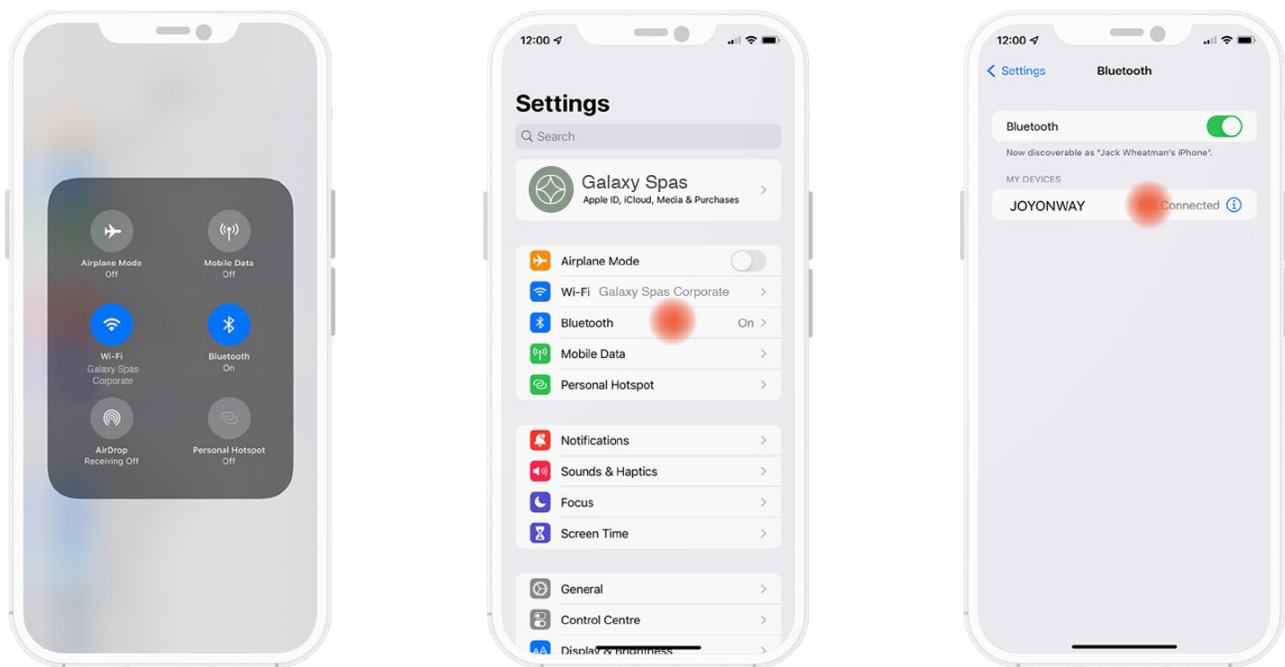 Airplane Mode
Off
Mobile Data
Off
Wi-Fi
Galaxy Spas
Corporate
Bluetooth
On
AirDrop
Receiving Off
Personal Hotspot
Off
12:00
Settings
Search
Galaxy Spas
Apple ID, iCloud, Media & Purchases
Airplane Mode
Wi-Fi Galaxy Spas Corporate
Bluetooth On
Mobile Data
Personal Hotspot
Notifications
Sounds & Haptics
Focus
Screen Time
General
Control Centre
AA Display & Brightness
12:00
Settings Bluetooth
Bluetooth
Now discoverable as “Jack Wheatman's iPhone”.
MY DEVICES
JOYONWAY Connected